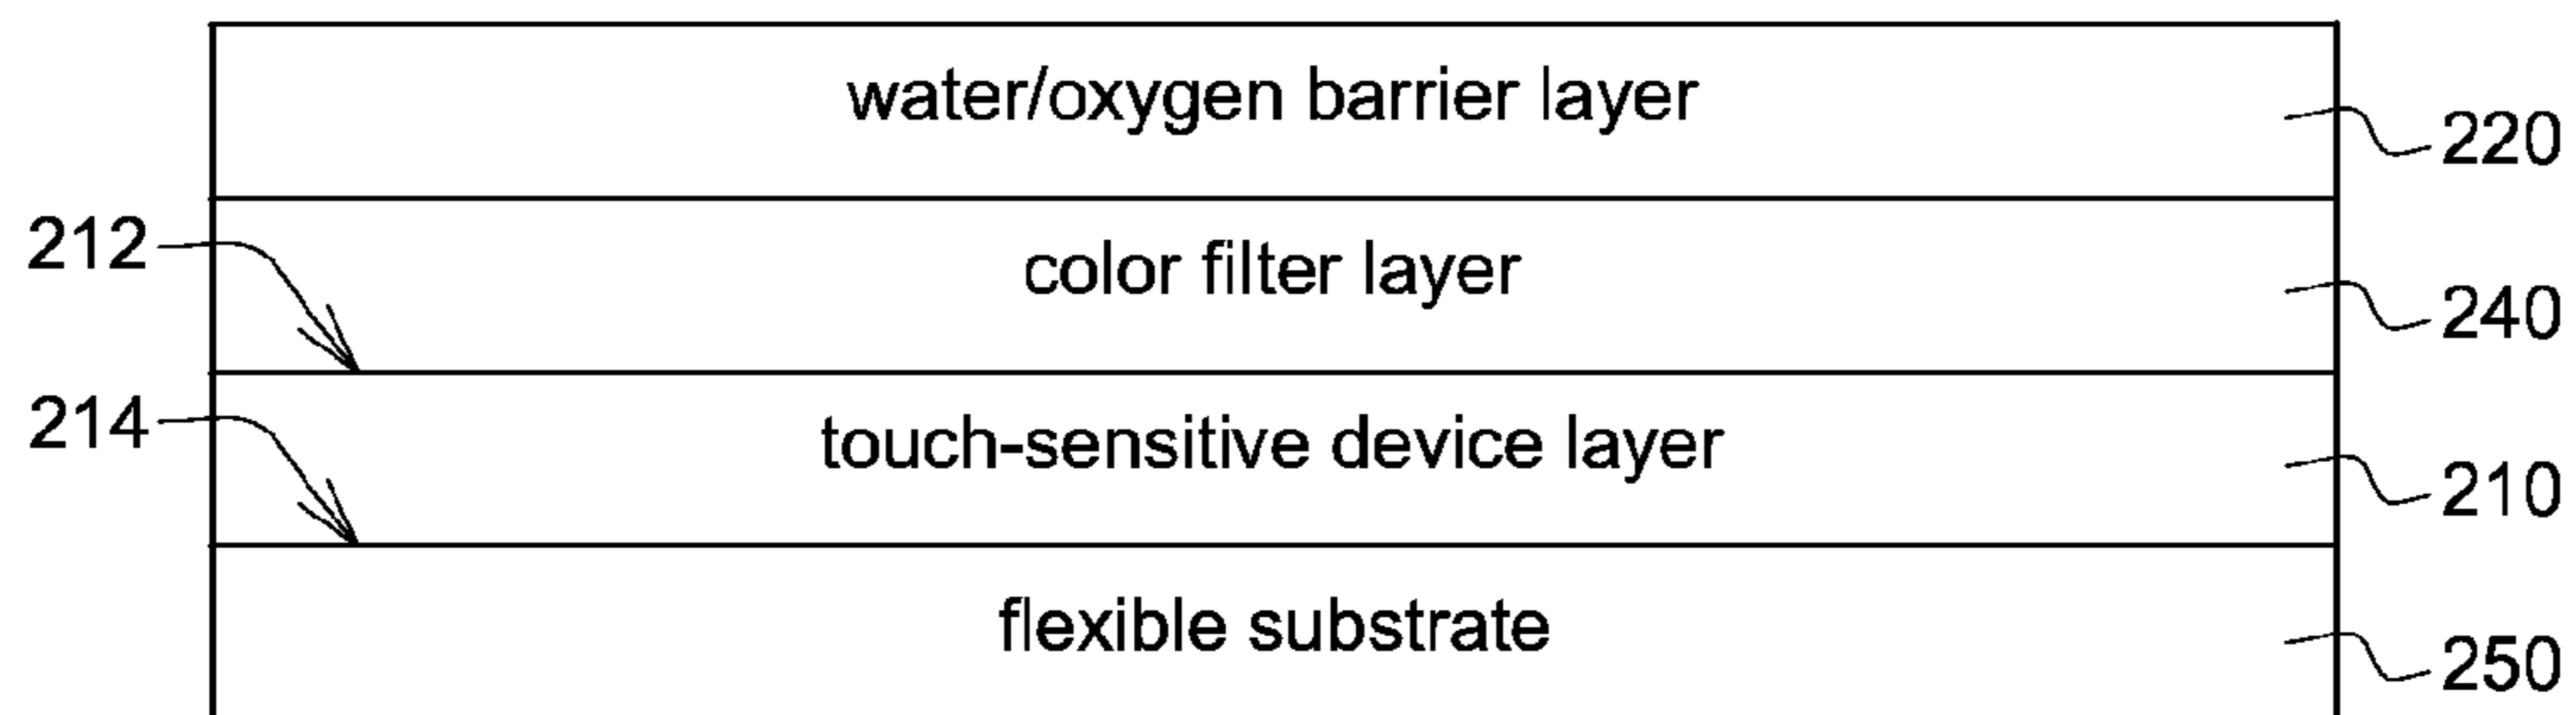 water/oxygen barrier layer
220
212
color filter layer
240
214
touch-sensitive device layer
210
flexible substrate
250